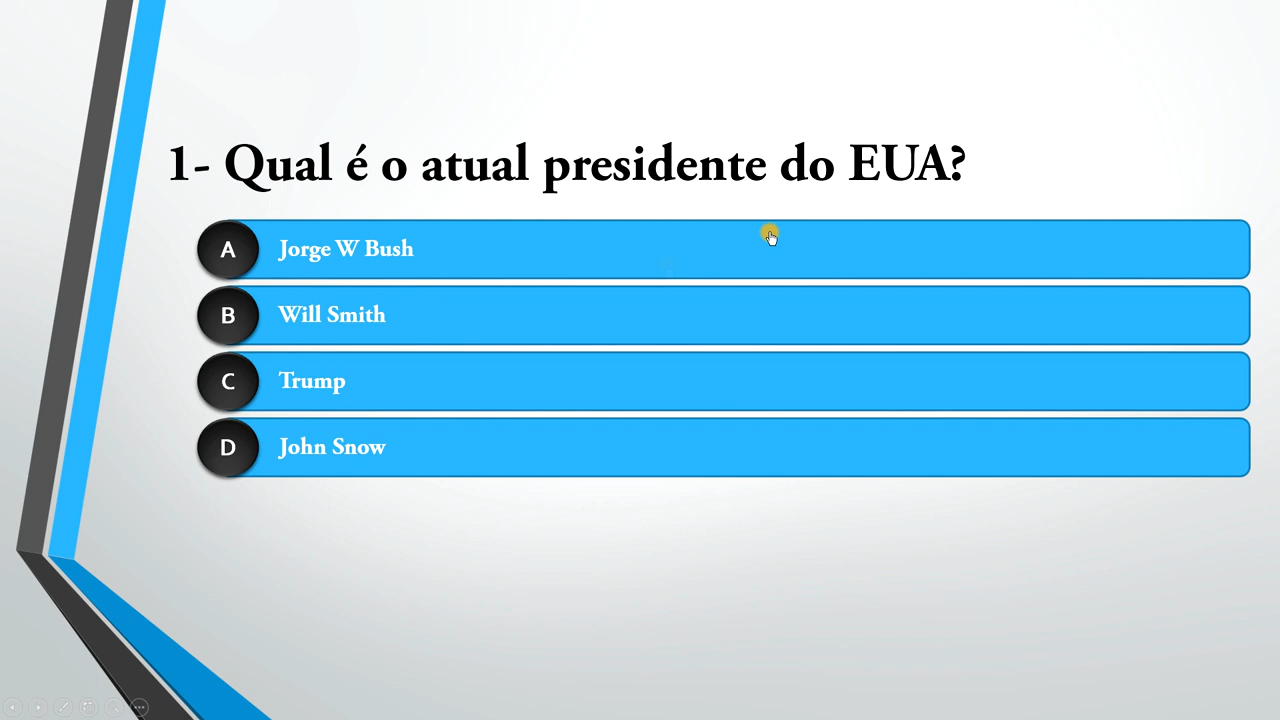 1- Qual é o atual presidente do EUA?
A Jorge W Bush
B Will Smith
C Trump
D John Snow